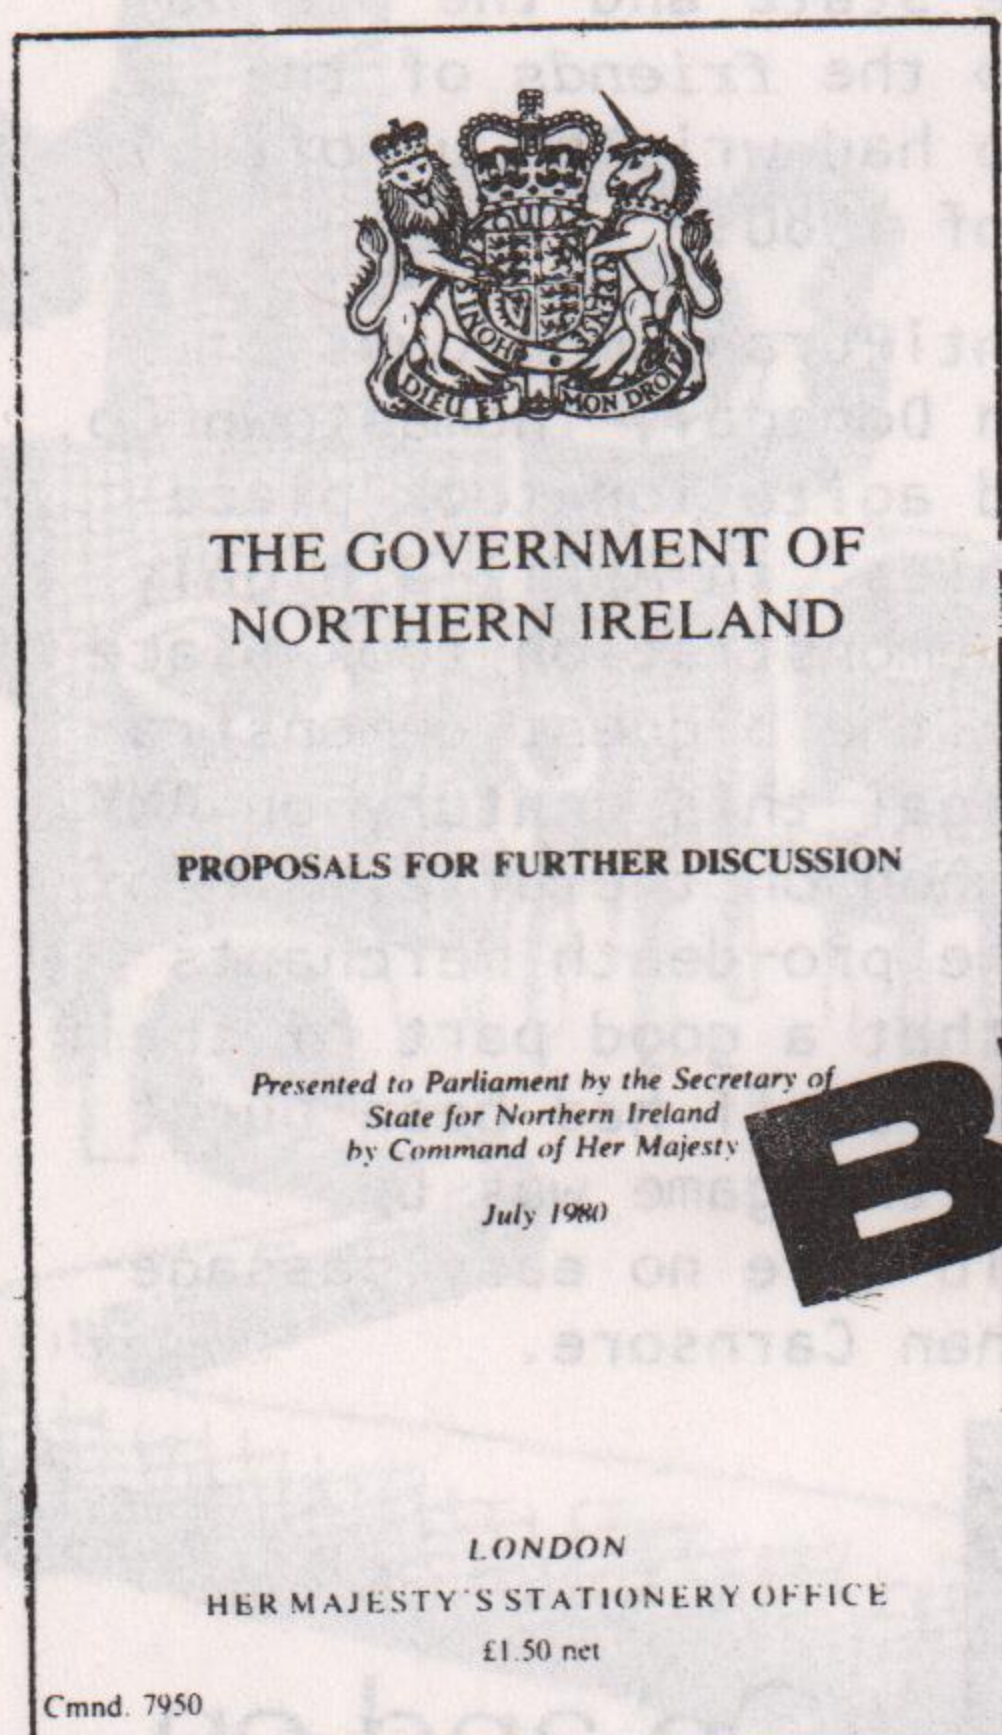 HONI
DIEU ET MON DROIT
THE GOVERNMENT OF
NORTHERN IRELAND
PROPOSALS FOR FURTHER DISCUSSION
Presented to Parliament by the Secretary of
State for Northern Ireland
by Command of Her Majesty
July 1980
B
LONDON
HER MAJESTY'S STATIONERY OFFICE
£1.50 net
Cmnd. 7950